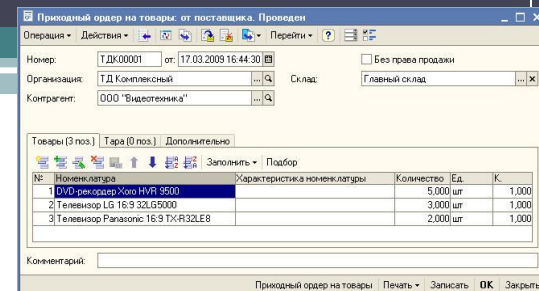 Приходный ордер на товары: от поставщика. Проведен
Операция Действия Перейти
Номер: ТДК00001 от: 17.03.2009 16:44:30 Без права продажи
Организация: ТД Комплексный Склад: Главный склад
Контрагент: ООО "Видеотехника"
Товары (3 поз.) Тара (0 поз.) Дополнительно
Заполнить Подбор
№ Номенклатура Характеристика номенклатуры Количество Ед. К.
1 DVD-рекордер Xoro HVR 9500 5,000 шт 1,000
2 Телевизор LG 16:9 32LG5000 3,000 шт 1,000
3 Телевизор Panasonic 16:9 TX-R32LE8 2,000 шт 1,000
Комментарий:
Приходный ордер на товары Печать Записать OK Закрыть